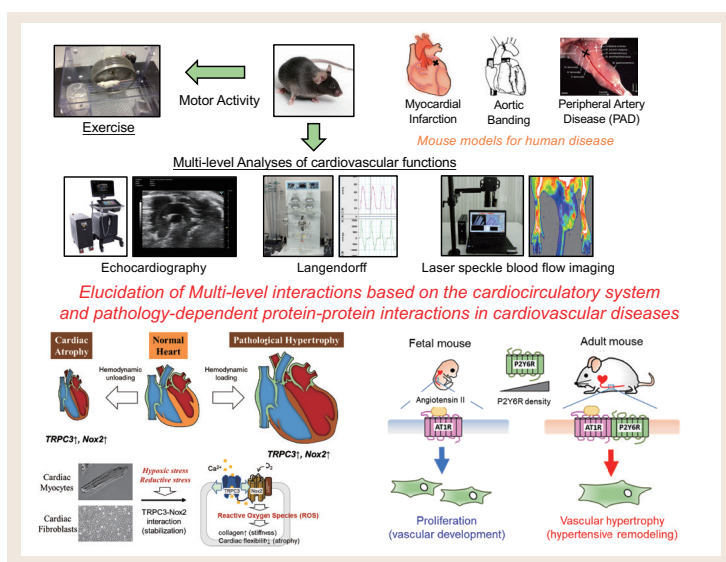 Motor Activity
Exercise
Myocardial
Infarction
Aortic
Banding
Peripheral Artery
Disease (PAD)
Mouse models for human disease
Multi-level Analyses of cardiovascular functions
Echocardiography
Langendorff
Laser speckle blood flow imaging
Elucidation of Multi-level interactions based on the cardiocirculatory system
and pathology-dependent protein-protein interactions in cardiovascular diseases
Cardiac
Atrophy
Normal
Heart
Pathological Hypertrophy
Hemodynamic
unloading
Hemodynamic
loading
TRPC3↑, Nox2↑
TRPC3↑, Nox2↑
Cardiac
Myocytes
Cardiac
Fibroblasts
Hypoxic stress
Reductive stress
TRPC3-Nox2
interaction
(stabilization)
Ca²⁺
TRPC3
Nox2
Reactive Oxygen Species (ROS)
collagen↑ (stiffness)
Cardiac flexibility↓ (atrophy)
Fetal mouse
Angiotensin II
AT1R
P2Y6R
P2Y6R density
Adult mouse
AT1R
P2Y6R
Proliferation
(vascular development)
Vascular hypertrophy
(hypertensive remodeling)